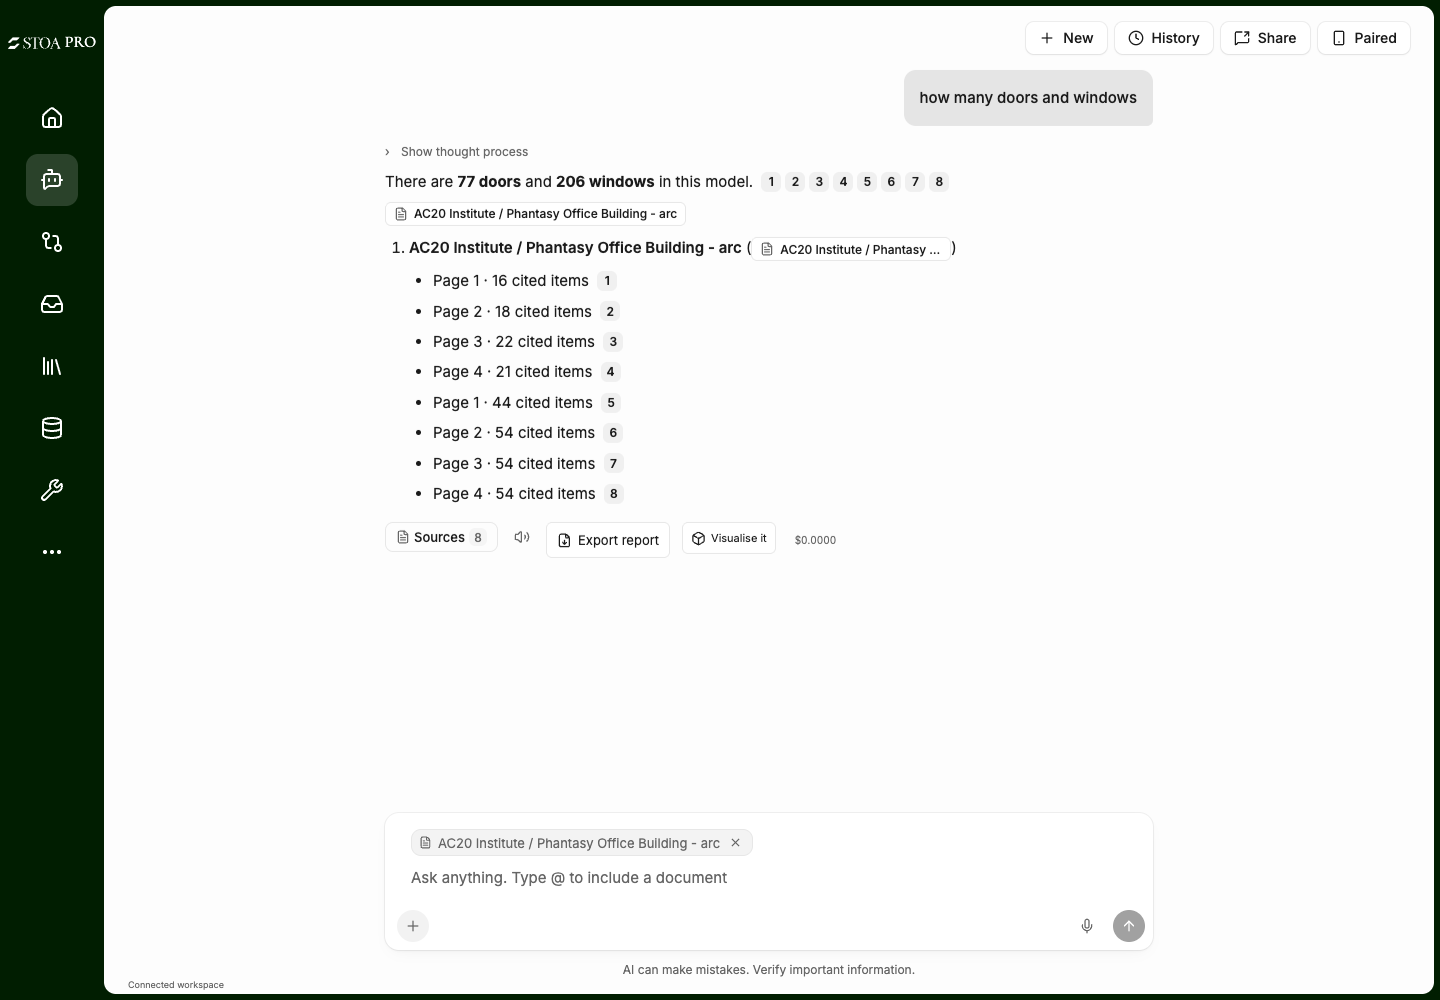 STOA PRO
New
History
Share
Paired
how many doors and windows
Show thought process
There are 77 doors and 206 windows in this model. 1 2 3 4 5 6 7 8
AC20 Institute / Phantasy Office Building - arc
1. AC20 Institute / Phantasy Office Building - arc (AC20 Institute / Phantasy ...)
• Page 1 · 16 cited items 1
• Page 2 · 18 cited items 2
• Page 3 · 22 cited items 3
• Page 4 · 21 cited items 4
• Page 1 · 44 cited items 5
• Page 2 · 54 cited items 6
• Page 3 · 54 cited items 7
• Page 4 · 54 cited items 8
Sources 8
Export report
Visualise it
$0.0000
AC20 Institute / Phantasy Office Building - arc
Ask anything. Type @ to include a document
AI can make mistakes. Verify important information.
Connected workspace